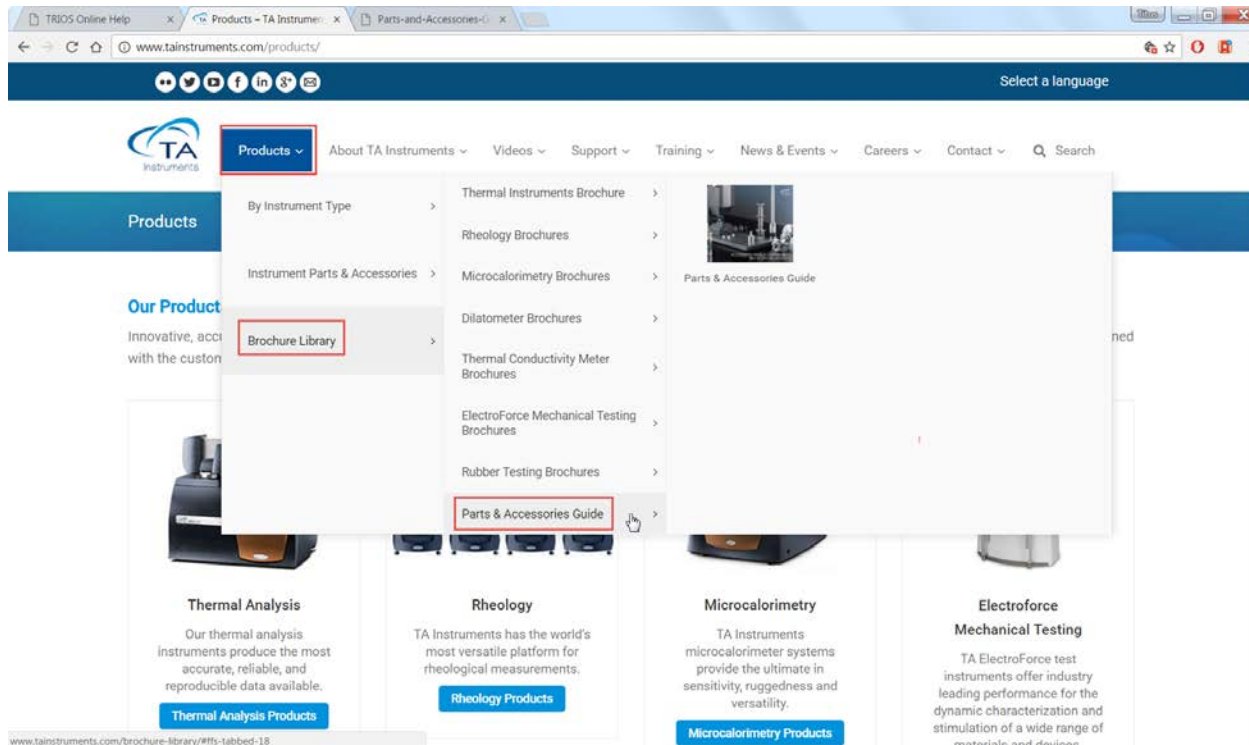 TRIOS Online Help
Products – TA Instrumen
Parts-and-Accessories-G
www.tainstruments.com/products/
Select a language
TA
Instruments
Products
About TA Instruments
Videos
Support
Training
News & Events
Careers
Contact
Search
Products
By Instrument Type
Instrument Parts & Accessories
Brochure Library
Thermal Instruments Brochure
Rheology Brochures
Microcalorimetry Brochures
Dilatometer Brochures
Thermal Conductivity Meter
Brochures
ElectroForce Mechanical Testing
Brochures
Rubber Testing Brochures
Parts & Accessories Guide
Parts & Accessories Guide
Our Product
Innovative, accu
ned
with the custon
Thermal Analysis
Our thermal analysis
instruments produce the most
accurate, reliable, and
reproducible data available.
Thermal Analysis Products
Rheology
TA Instruments has the world's
most versatile platform for
rheological measurements.
Rheology Products
Microcalorimetry
TA Instruments
microcalorimeter systems
provide the ultimate in
sensitivity, ruggedness and
versatility.
Microcalorimetry Products
Electroforce
Mechanical Testing
TA ElectroForce test
instruments offer industry
leading performance for the
dynamic characterization and
stimulation of a wide range of
materials and devices
www.tainstruments.com/brochure-library/#ffs-tabbed-18